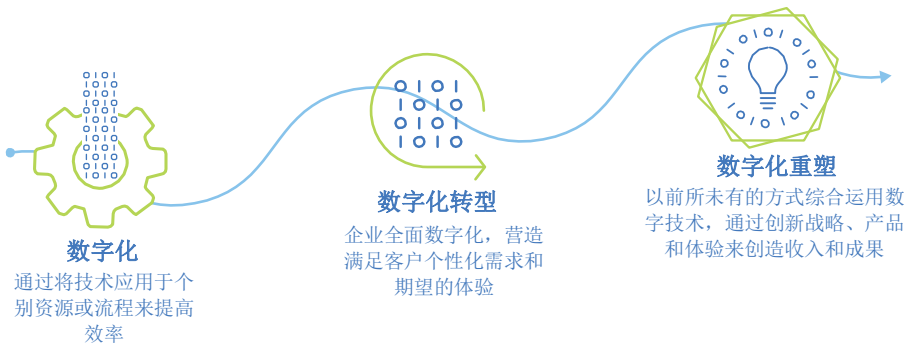 数字化
通过将技术应用于个
别资源或流程来提高
效率
数字化转型
企业全面数字化，营造
满足客户个性化需求和
期望的体验
数字化重塑
以前所未有的方式综合运用数
字技术，通过创新战略、产品
和体验来创造收入和成果